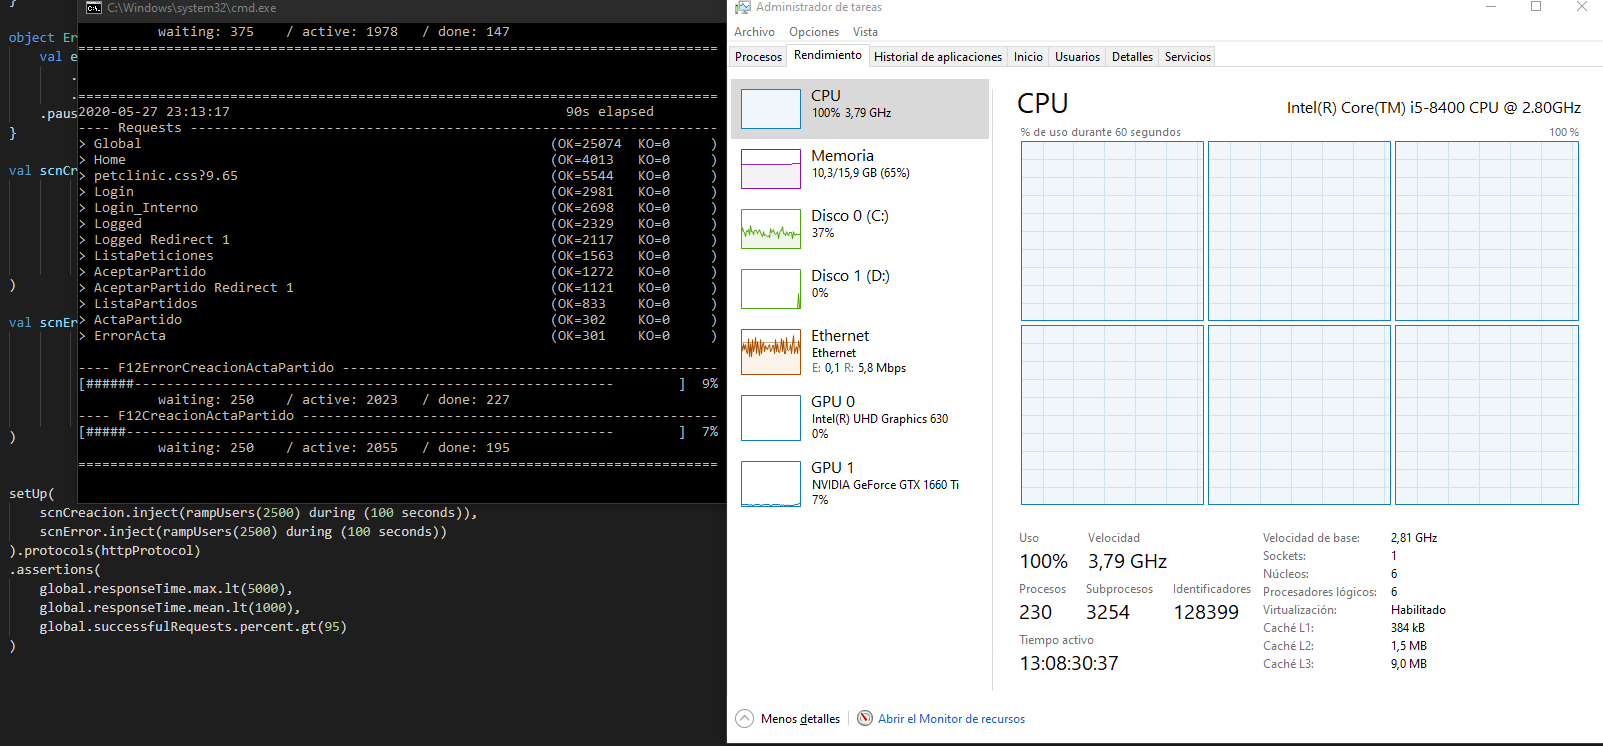 }
object Er
val e
.
.
.paus
}
val scnCr
)
val scnEr
)
setUp(
scnCreacion.inject(rampUsers(2500) during (100 seconds)),
scnError.inject(rampUsers(2500) during (100 seconds))
).protocols(httpProtocol)
.assertions(
global.responseTime.max.lt(5000),
global.responseTime.mean.lt(1000),
global.successfulRequests.percent.gt(95)
)
C:\Windows\system32\cmd.exe
waiting: 375 / active: 1978 / done: 147
================================================================================
================================================================================
2020-05-27 23:13:17 90s elapsed
---- Requests ------------------------------------------------------------------
> Global (OK=25074 KO=0 )
> Home (OK=4013 KO=0 )
> petclinic.css?9.65 (OK=5544 KO=0 )
> Login (OK=2981 KO=0 )
> Login_Interno (OK=2698 KO=0 )
> Logged (OK=2329 KO=0 )
> Logged Redirect 1 (OK=2117 KO=0 )
> ListaPeticiones (OK=1563 KO=0 )
> AceptarPartido (OK=1272 KO=0 )
> AceptarPartido Redirect 1 (OK=1121 KO=0 )
> ListaPartidos (OK=833 KO=0 )
> ActaPartido (OK=302 KO=0 )
> ErrorActa (OK=301 KO=0 )
---- F12ErrorCreacionActaPartido -----------------------------------------------
[######------------------------------------------------------------ ] 9%
waiting: 250 / active: 2023 / done: 227
---- F12CreacionActaPartido ----------------------------------------------------
[#####------------------------------------------------------------- ] 7%
waiting: 250 / active: 2055 / done: 195
================================================================================
Administrador de tareas
Archivo Opciones Vista
Procesos Rendimiento Historial de aplicaciones Inicio Usuarios Detalles Servicios
CPU
100% 3,79 GHz
Memoria
10,3/15,9 GB (65%)
Disco 0 (C:)
37%
Disco 1 (D:)
0%
Ethernet
Ethernet
E: 0,1 R: 5,8 Mbps
GPU 0
Intel(R) UHD Graphics 630
0%
GPU 1
NVIDIA GeForce GTX 1660 Ti
7%
CPU Intel(R) Core(TM) i5-8400 CPU @ 2.80GHz
% de uso durante 60 segundos 100 %
Uso Velocidad
100% 3,79 GHz
Procesos Subprocesos Identificadores
230 3254 128399
Tiempo activo
13:08:30:37
Velocidad de base: 2,81 GHz
Sockets: 1
Núcleos: 6
Procesadores lógicos: 6
Virtualización: Habilitado
Caché L1: 384 kB
Caché L2: 1,5 MB
Caché L3: 9,0 MB
Menos detalles Abrir el Monitor de recursos